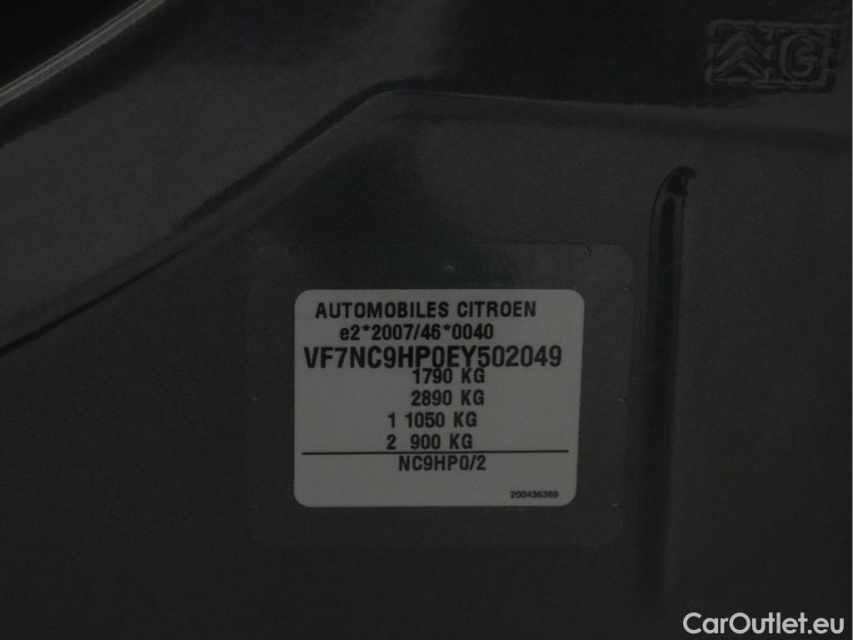 G
AUTOMOBILES CITROEN
e2*2007/46*0040
VF7NC9HP0EY502049
1790 KG
2890 KG
1 1050 KG
2 900 KG
NC9HP0/2
200436369
CarOutlet.eu